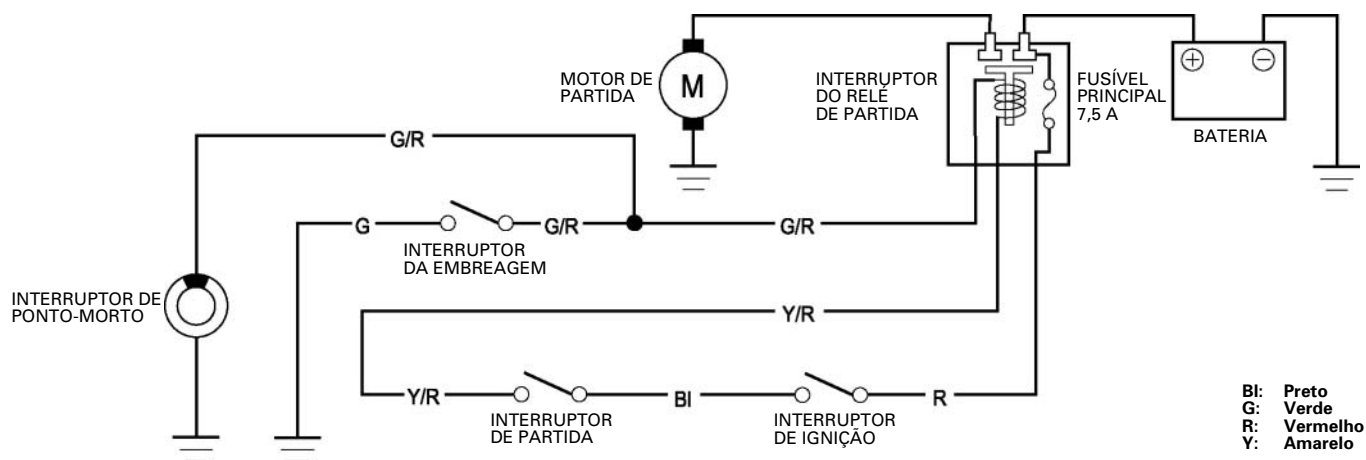 MOTOR DE
PARTIDA
M
INTERRUPTOR
DO RELÉ
DE PARTIDA
FUSÍVEL
PRINCIPAL
7,5 A
+
−
BATERIA
G/R
G
G/R
G/R
INTERRUPTOR
DA EMBREAGEM
INTERRUPTOR DE
PONTO-MORTO
Y/R
Y/R
Bl
R
INTERRUPTOR
DE PARTIDA
INTERRUPTOR
DE IGNIÇÃO
Bl: Preto
G: Verde
R: Vermelho
Y: Amarelo